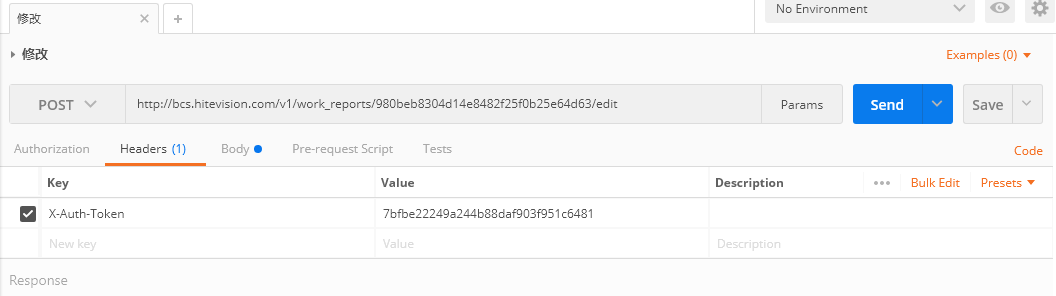 修改
No Environment
修改
Examples (0)
POST
http://bcs.hitevision.com/v1/work_reports/980beb8304d14e8482f25f0b25e64d63/edit
Params
Send
Save
Authorization
Headers (1)
Body
Pre-request Script
Tests
Code
Key
Value
Description
Bulk Edit
Presets
X-Auth-Token
7bfbe22249a244b88daf903f951c6481
New key
Value
Description
Response